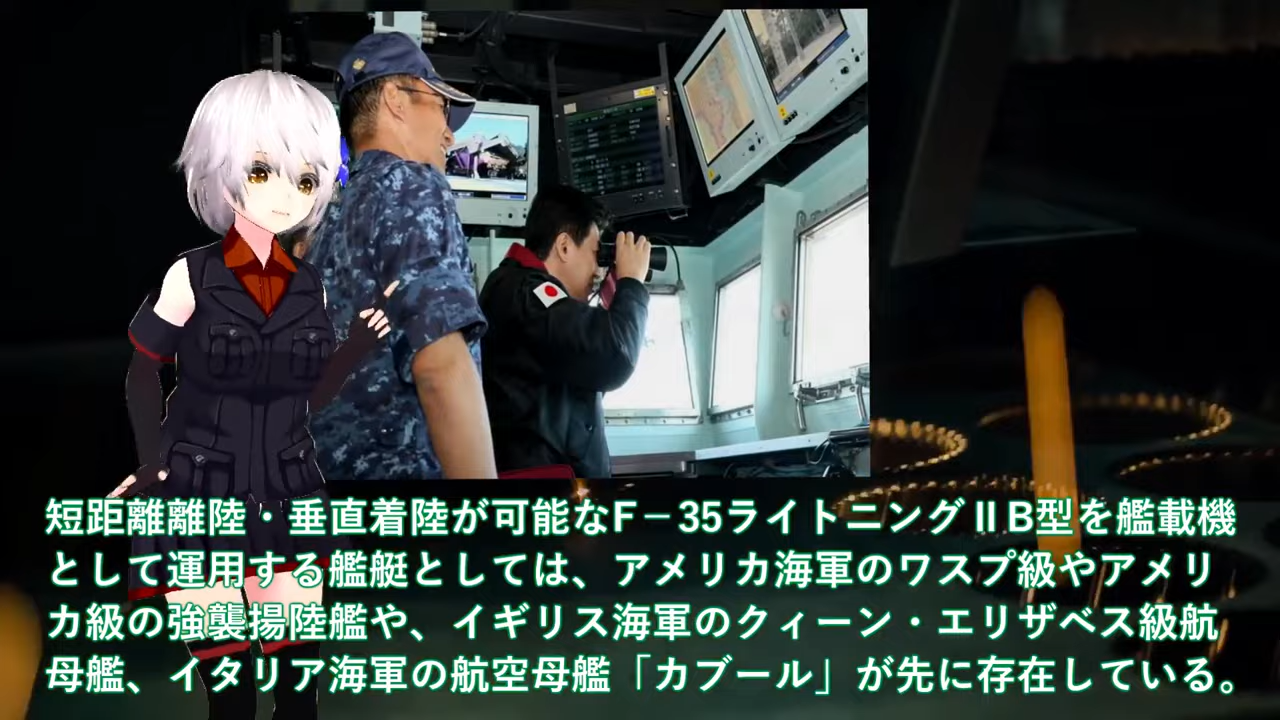 短距離離陸・垂直着陸が可能なF－35ライトニングⅡB型を艦載機
として運用する艦艇としては、アメリカ海軍のワスプ級やアメリ
カ級の強襲揚陸艦や、イギリス海軍のクィーン・エリザベス級航
母艦、イタリア海軍の航空母艦「カブール」が先に存在している。